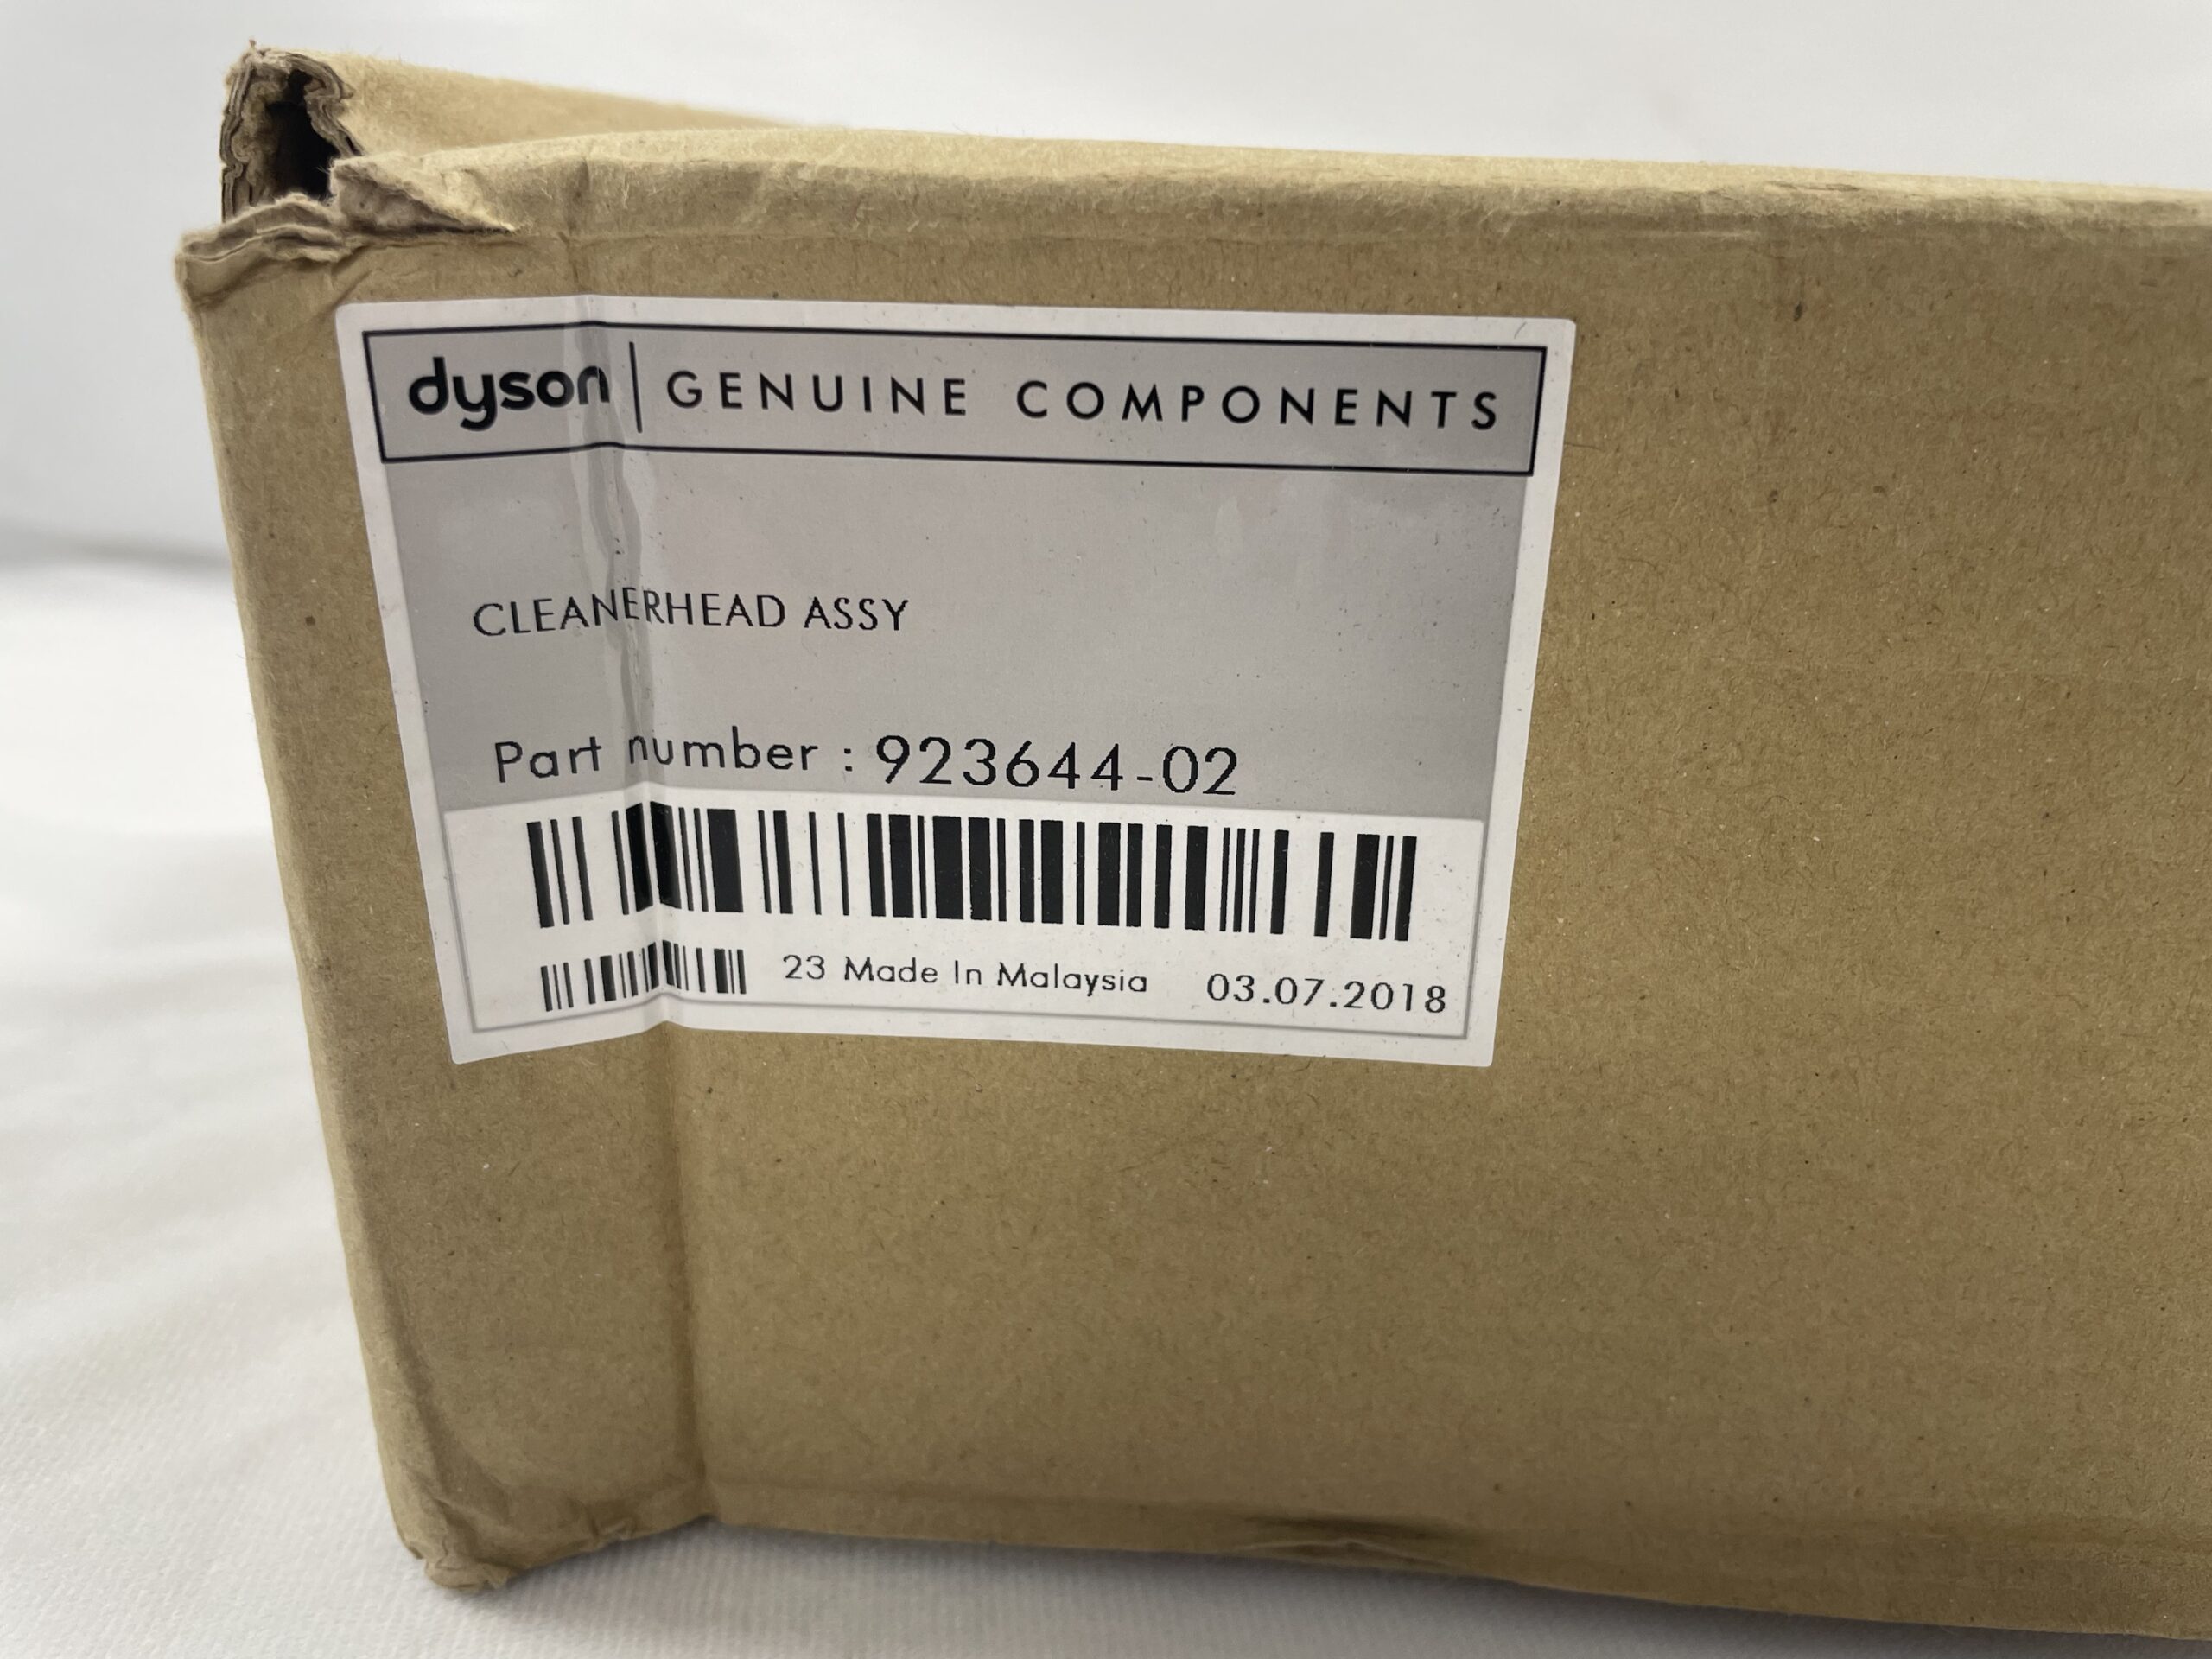 dyson | GENUINE COMPONENTS
CLEANERHEAD ASSY
Part number : 923644-02
23 Made In Malaysia 03.07.2018